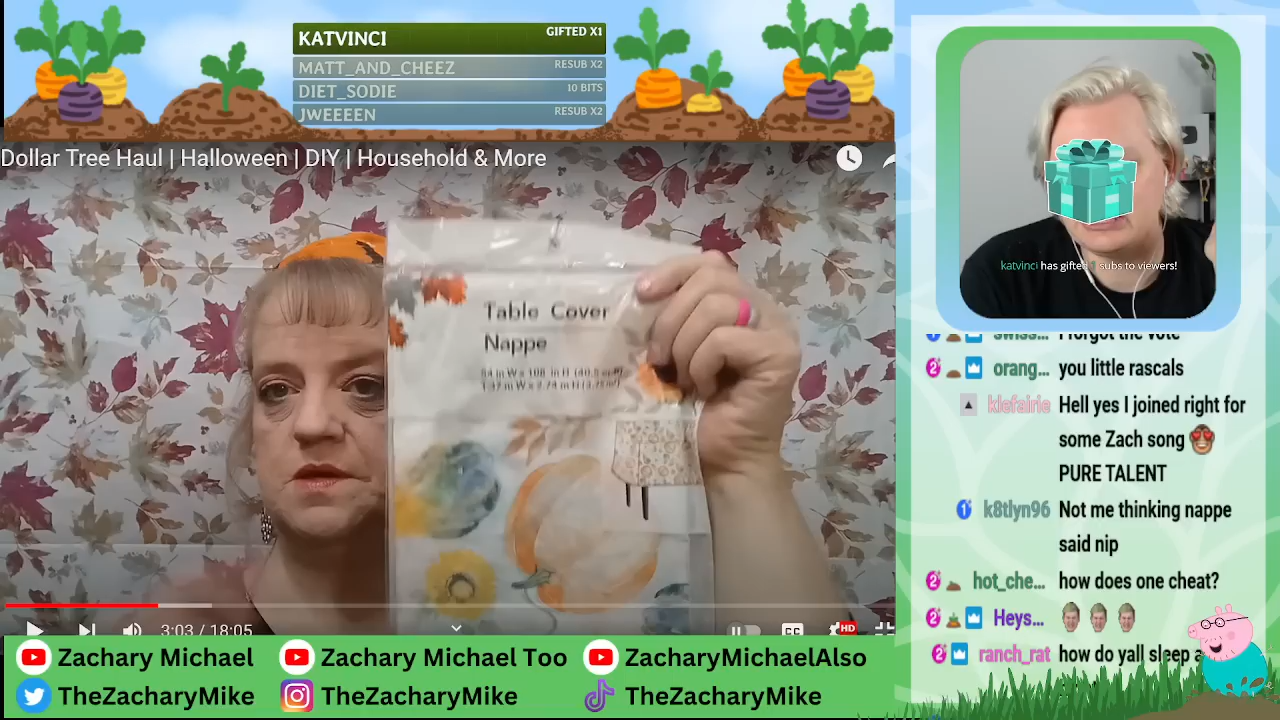 KATVINCI GIFTED X1
MATT_AND_CHEEZ RESUB X2
DIET_SODIE 10 BITS
JWEEEEN RESUB X2
Dollar Tree Haul | Halloween | DIY | Household & More
Table Cover
Nappe
3:03 / 18:05
CC
HD
Zachary Michael
Zachary Michael Too
ZacharyMichaelAlso
TheZacharyMike
TheZacharyMike
TheZacharyMike
katvinci has gifted 1 subs to viewers!
swiss... I forgot the vote
orang... you little rascals
klefairie Hell yes I joined right for
some Zach song
PURE TALENT
k8tlyn96 Not me thinking nappe
said nip
hot_che... how does one cheat?
Heys...
ranch_rat how do yall sleep